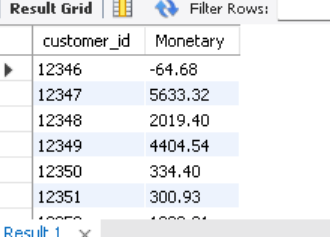 Result Grid Filter Rows:
customer_id Monetary
12346 -64.68
12347 5633.32
12348 2019.40
12349 4404.54
12350 334.40
12351 300.93
Result 1 ×